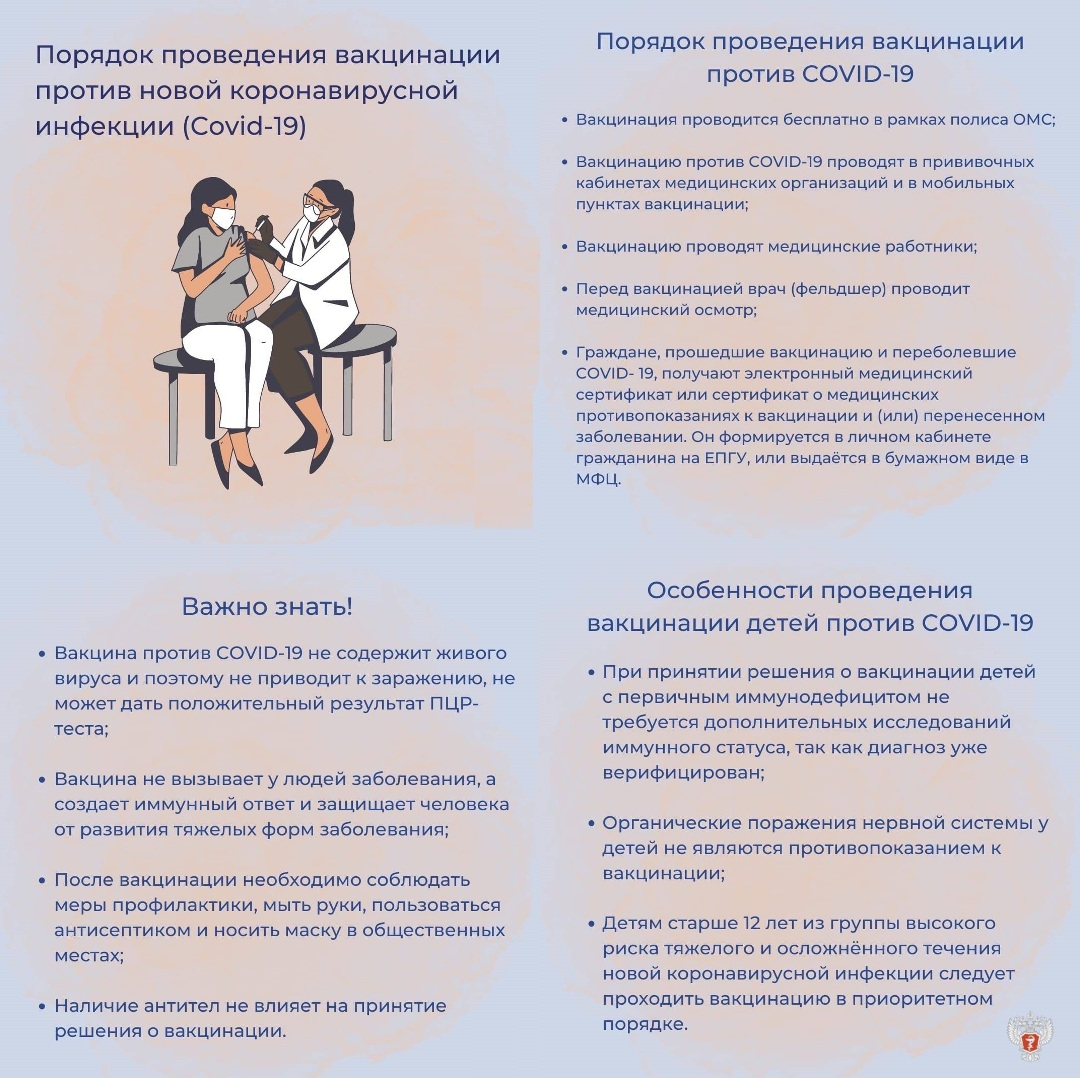 Порядок проведения вакцинации
против новой коронавирусной
инфекции (Covid-19)
Порядок проведения вакцинации
против COVID-19
• Вакцинация проводится бесплатно в рамках полиса ОМС;
• Вакцинацию против COVID-19 проводят в прививочных
кабинетах медицинских организаций и в мобильных
пунктах вакцинации;
• Вакцинацию проводят медицинские работники;
• Перед вакцинацией врач (фельдшер) проводит
медицинский осмотр;
• Граждане, прошедшие вакцинацию и переболевшие
COVID- 19, получают электронный медицинский
сертификат или сертификат о медицинских
противопоказаниях к вакцинации и (или) перенесенном
заболевании. Он формируется в личном кабинете
гражданина на ЕПГУ, или выдаётся в бумажном виде в
МФЦ.
Важно знать!
• Вакцина против COVID-19 не содержит живого
вируса и поэтому не приводит к заражению, не
может дать положительный результат ПЦР-
теста;
• Вакцина не вызывает у людей заболевания, а
создает иммунный ответ и защищает человека
от развития тяжелых форм заболевания;
• После вакцинации необходимо соблюдать
меры профилактики, мыть руки, пользоваться
антисептиком и носить маску в общественных
местах;
• Наличие антител не влияет на принятие
решения о вакцинации.
Особенности проведения
вакцинации детей против COVID-19
• При принятии решения о вакцинации детей
с первичным иммунодефицитом не
требуется дополнительных исследований
иммунного статуса, так как диагноз уже
верифицирован;
• Органические поражения нервной системы у
детей не являются противопоказанием к
вакцинации;
• Детям старше 12 лет из группы высокого
риска тяжелого и осложнённого течения
новой коронавирусной инфекции следует
проходить вакцинацию в приоритетном
порядке.